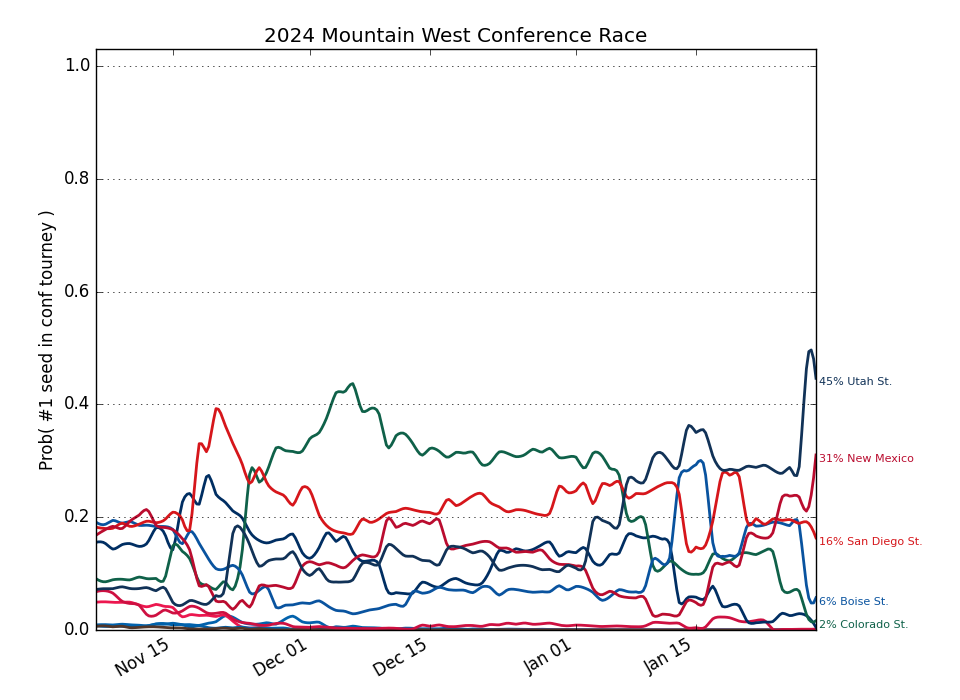 2024 Mountain West Conference Race
Prob( #1 seed in conf tourney )
1.0
0.8
0.6
0.4
0.2
0.0
Nov 15
Dec 01
Dec 15
Jan 01
Jan 15
45% Utah St.
31% New Mexico
16% San Diego St.
6% Boise St.
2% Colorado St.